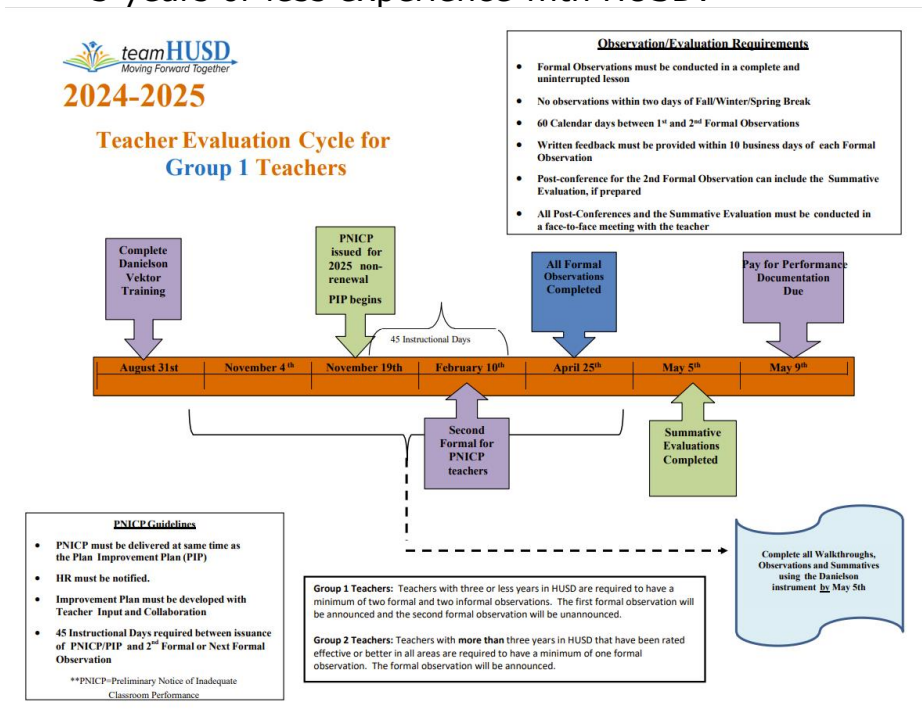 3 years or less experience with HUSD:
teamHUSD
Moving Forward Together
2024-2025
Teacher Evaluation Cycle for
Group 1 Teachers
Observation/Evaluation Requirements
• Formal Observations must be conducted in a complete and
uninterrupted lesson
• No observations within two days of Fall/Winter/Spring Break
• 60 Calendar days between 1st and 2nd Formal Observations
• Written feedback must be provided within 10 business days of each Formal
Observation
• Post-conference for the 2nd Formal Observation can include the Summative
Evaluation, if prepared
• All Post-Conferences and the Summative Evaluation must be conducted in
a face-to-face meeting with the teacher
Complete
Danielson
Vektor
Training
PNICP
issued for
2025 non-
renewal
PIP begins
45 Instructional Days
All Formal
Observations
Completed
Pay for Performance
Documentation
Due
August 31st
November 4th
November 19th
February 10th
April 25th
May 5th
May 9th
Second
Formal for
PNICP
teachers
Summative
Evaluations
Completed
PNICP Guidelines
• PNICP must be delivered at same time as
the Plan Improvement Plan (PIP)
• HR must be notified.
• Improvement Plan must be developed with
Teacher Input and Collaboration
• 45 Instructional Days required between issuance
of PNICP/PIP and 2nd Formal or Next Formal
Observation
**PNICP=Preliminary Notice of Inadequate
Classroom Performance
Group 1 Teachers: Teachers with three or less years in HUSD are required to have a
minimum of two formal and two informal observations. The first formal observation will
be announced and the second formal observation will be unannounced.
Group 2 Teachers: Teachers with more than three years in HUSD that have been rated
effective or better in all areas are required to have a minimum of one formal
observation. The formal observation will be announced.
Complete all Walkthroughs,
Observations and Summatives
using the Danielson
instrument by May 5th